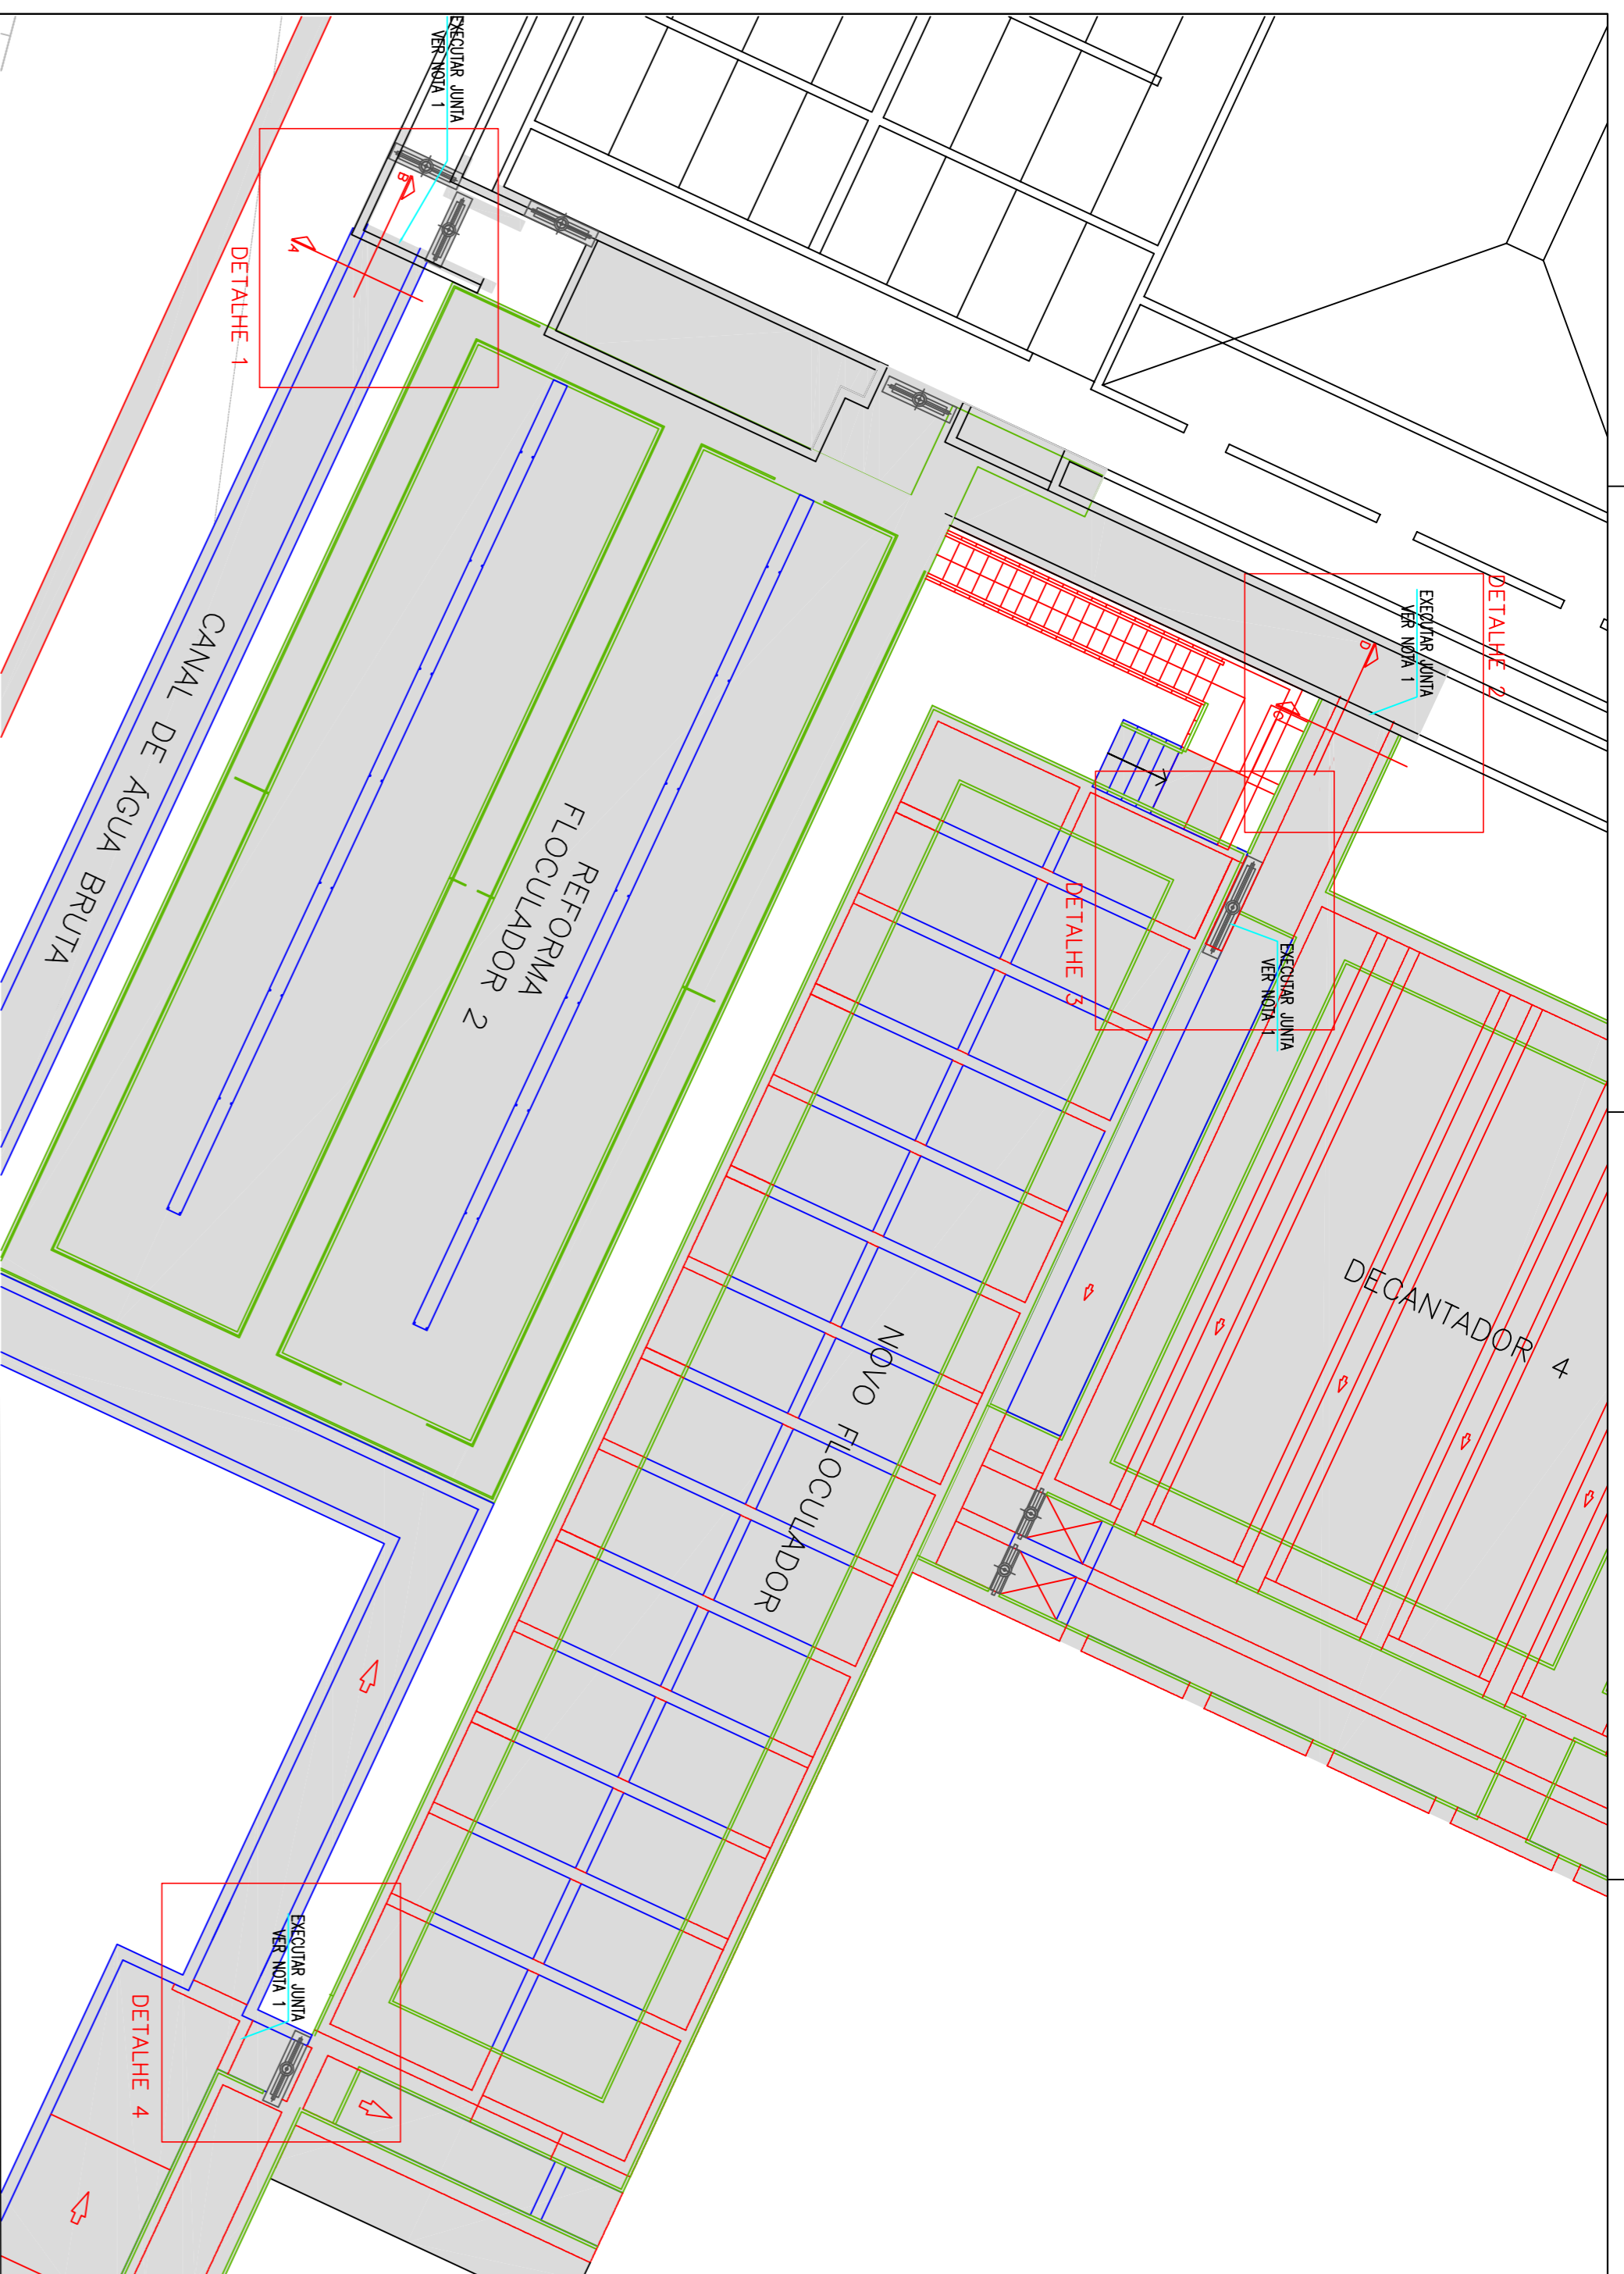 EXECUTAR JUNTA
VER NOTA 1
B
A
DETALHE 1
DETALHE 2
EXECUTAR JUNTA
VER NOTA 1
D
C
DETALHE 3
EXECUTAR JUNTA
VER NOTA 1
CANAL DE ÁGUA BRUTA
REFORMA
FLOCULADOR 2
DECANTADOR 4
NOVO FLOCULADOR
EXECUTAR JUNTA
VER NOTA 1
DETALHE 4